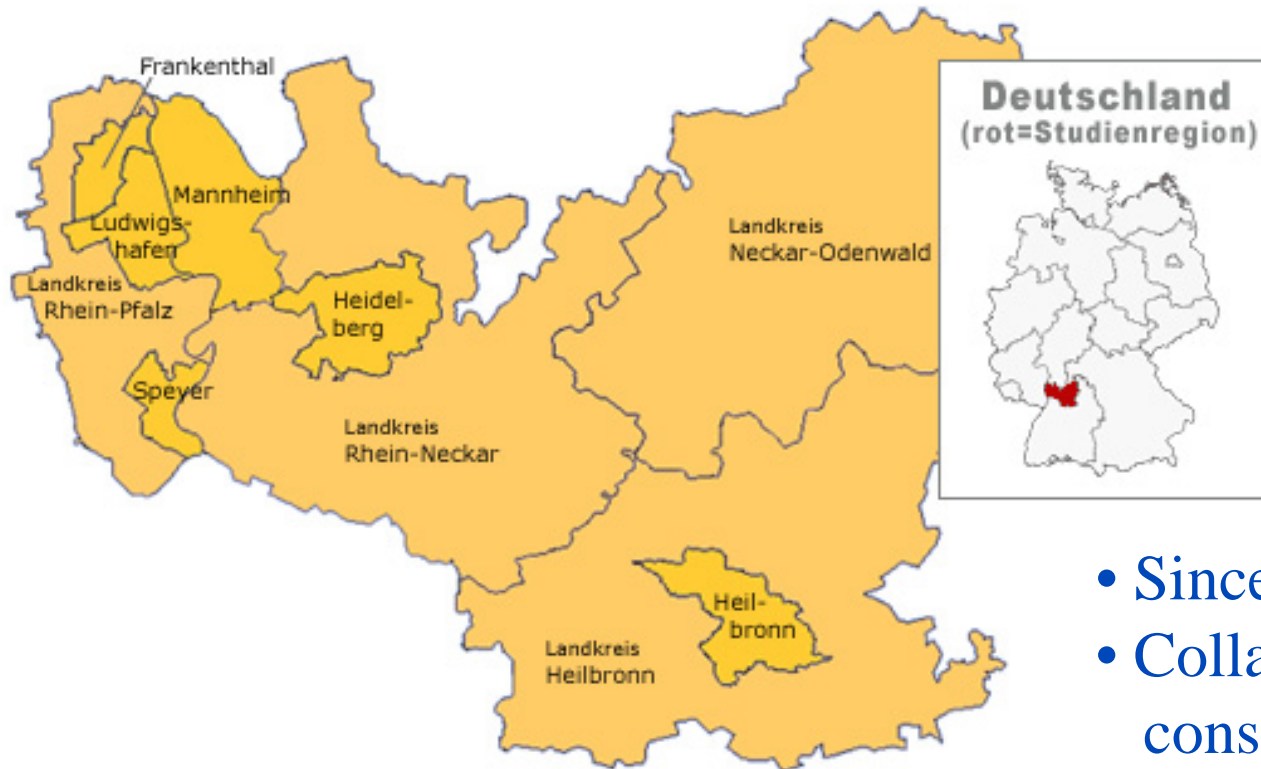 Frankenthal
Mannheim
Ludwigs-
hafen
Landkreis
Rhein-Pfalz
Heidel-
berg
Speyer
Landkreis
Rhein-Neckar
Landkreis
Neckar-Odenwald
Heil-
bronn
Landkreis
Heilbronn
Deutschland
(rot=Studienregion)
• Since
• Colla
cons